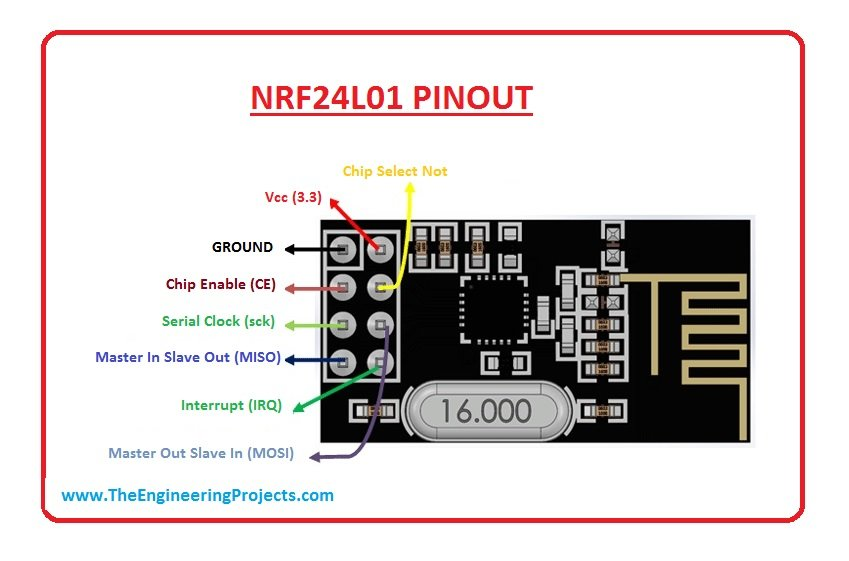 NRF24L01 PINOUT
Chip Select Not
Vcc (3.3)
GROUND
Chip Enable (CE)
Serial Clock (sck)
Master In Slave Out (MISO)
Interrupt (IRQ)
16.000
Master Out Slave In (MOSI)
www.TheEngineeringProjects.com